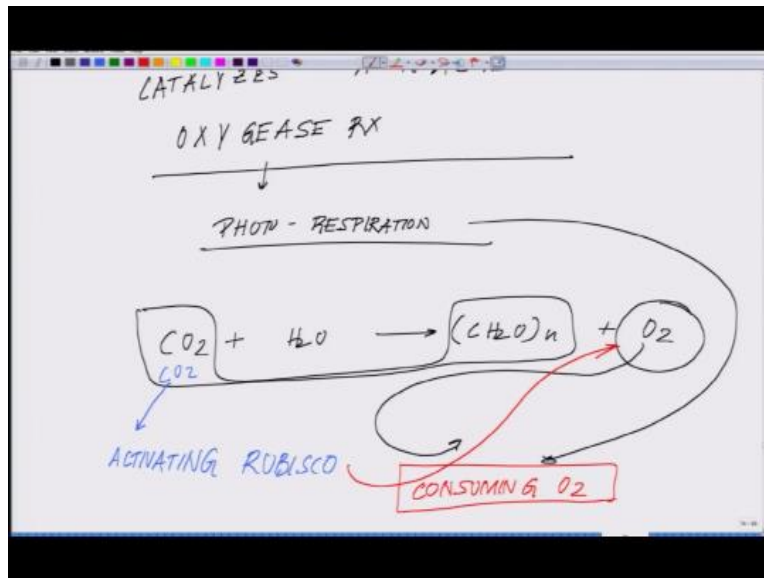 CATALYZES
OXYGEASE RX
PHOTO - RESPIRATION
CO2 + H2O → (CH2O)n + O2
CO2
ACTIVATING RUBISCO
CONSUMING O2